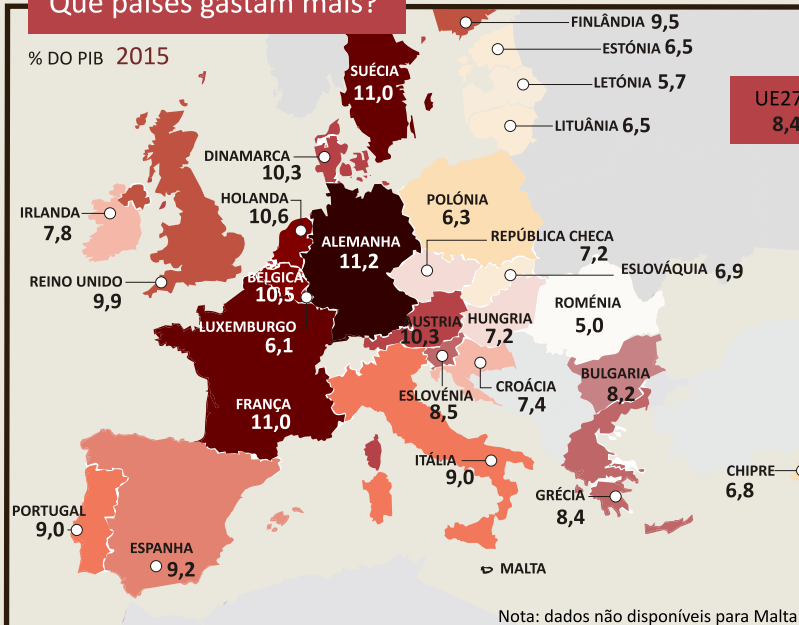 Que países gastam mais?
% DO PIB 2015
FINLÂNDIA 9,5
ESTÓNIA 6,5
LETÓNIA 5,7
LITUÂNIA 6,5
UE27
8,4
SUÉCIA
11,0
DINAMARCA
10,3
HOLANDA
10,6
IRLANDA
7,8
REINO UNIDO
9,9
ALEMANHA
11,2
POLÓNIA
6,3
REPÚBLICA CHECA
7,2
ESLOVÁQUIA 6,9
BÉLGICA
10,5
LUXEMBURGO
6,1
AUSTRIA
10,3
HUNGRIA
7,2
ROMÉNIA
5,0
FRANÇA
11,0
ESLOVÉNIA
8,5
CROÁCIA
7,4
BULGARIA
8,2
ITÁLIA
9,0
GRÉCIA
8,4
CHIPRE
6,8
PORTUGAL
9,0
ESPANHA
9,2
MALTA
Nota: dados não disponíveis para Malta